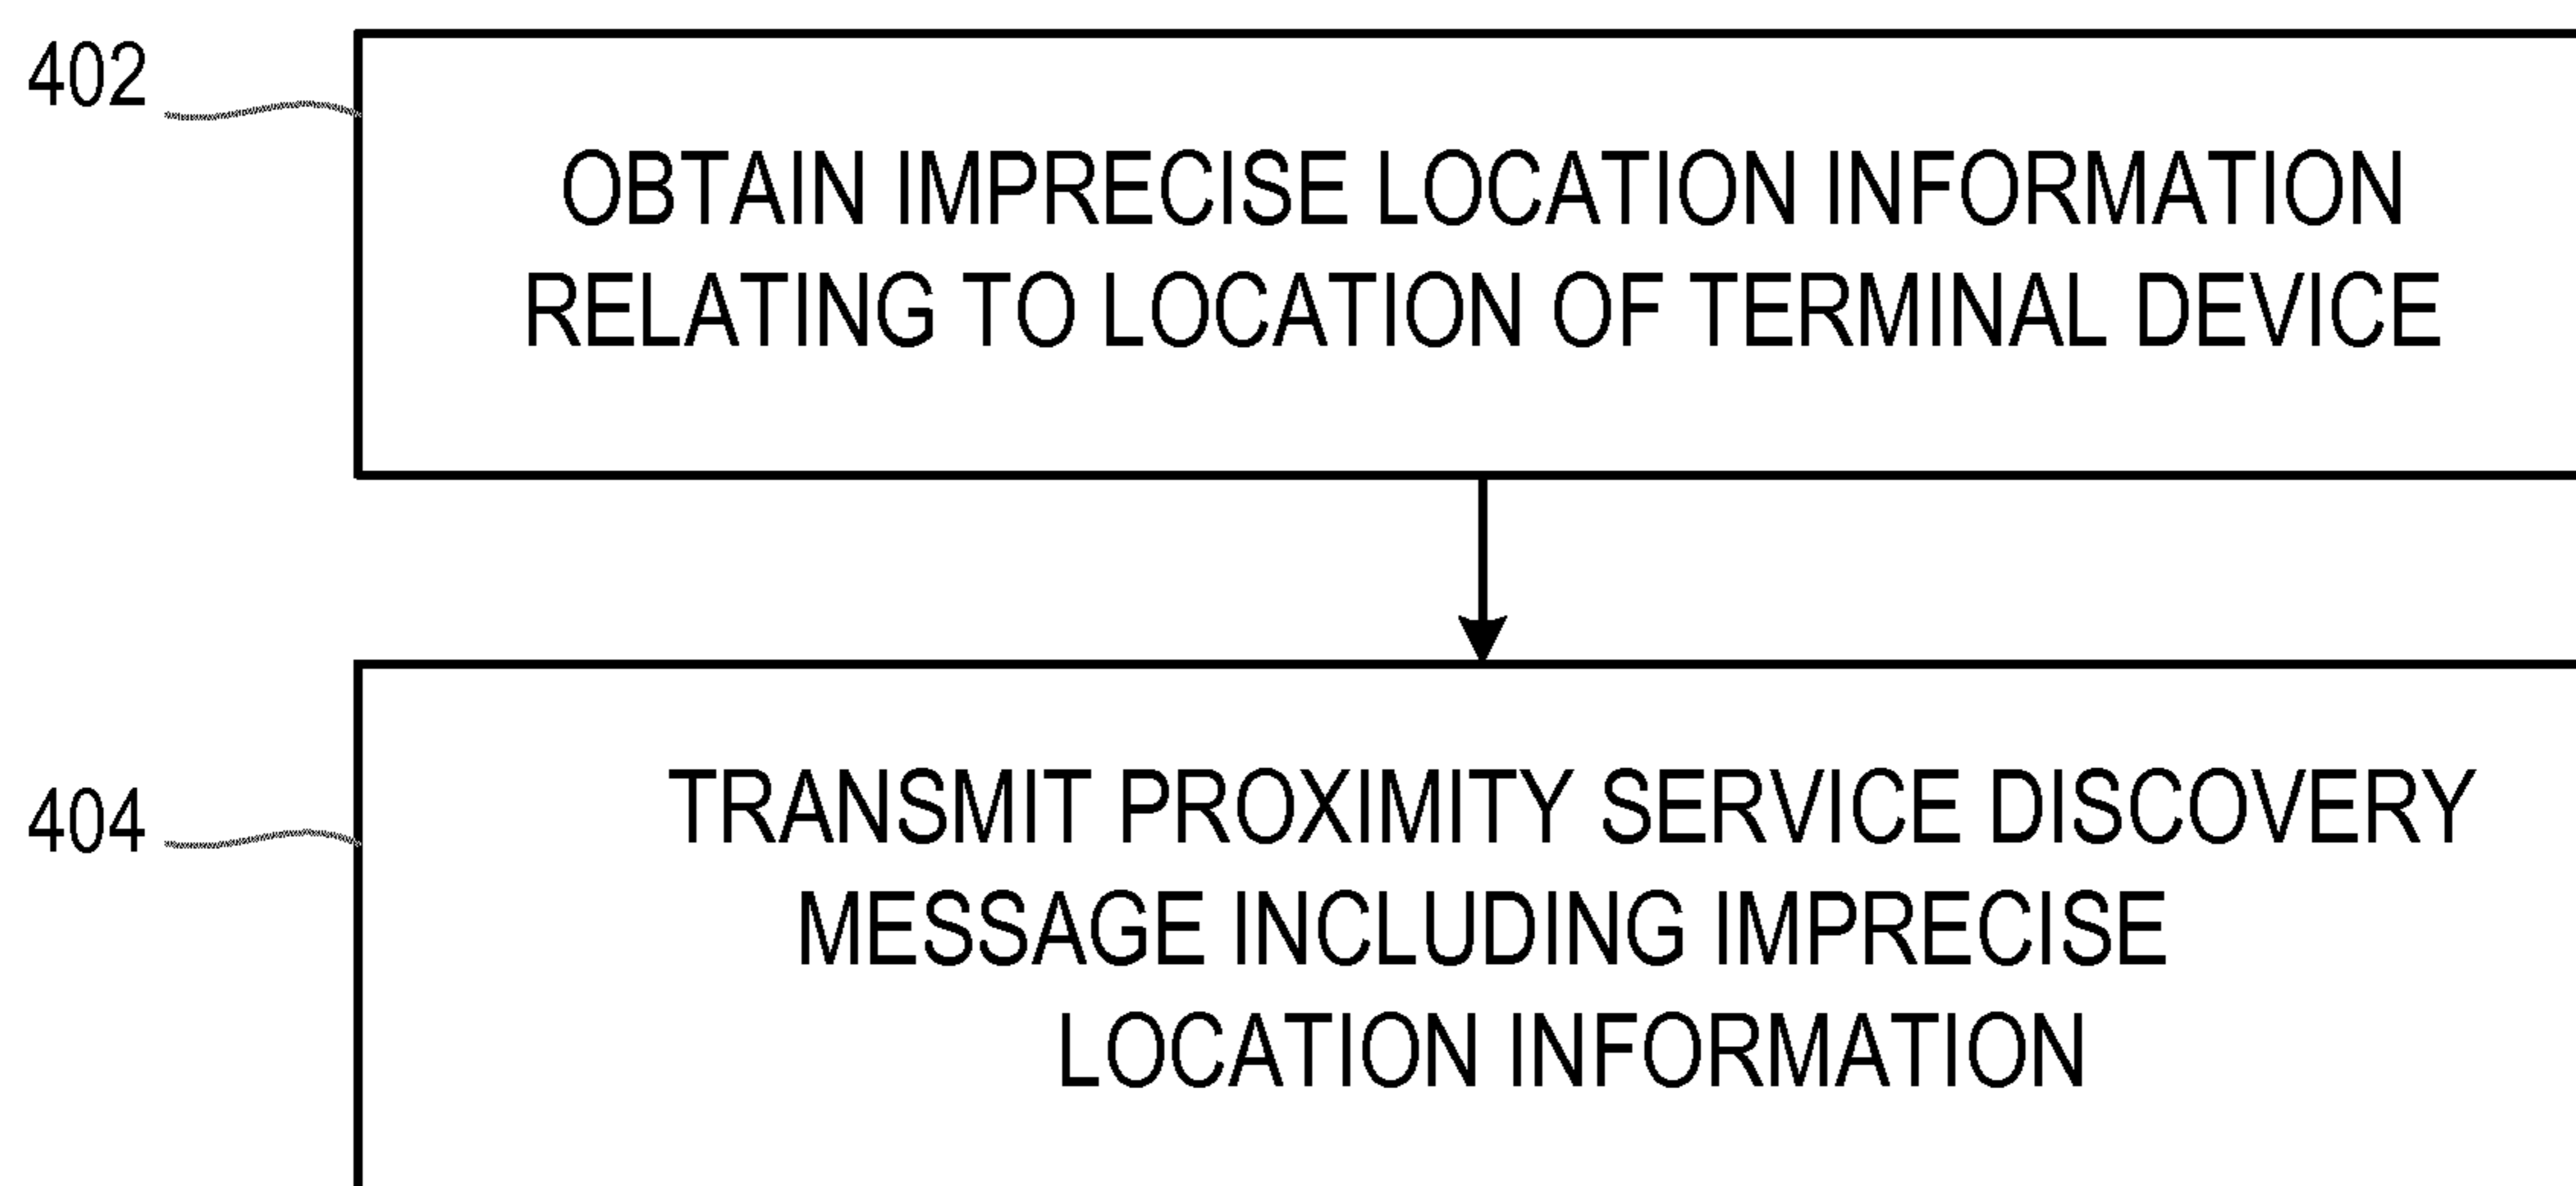 402
OBTAIN IMPRECISE LOCATION INFORMATION
RELATING TO LOCATION OF TERMINAL DEVICE
404
TRANSMIT PROXIMITY SERVICE DISCOVERY
MESSAGE INCLUDING IMPRECISE
LOCATION INFORMATION